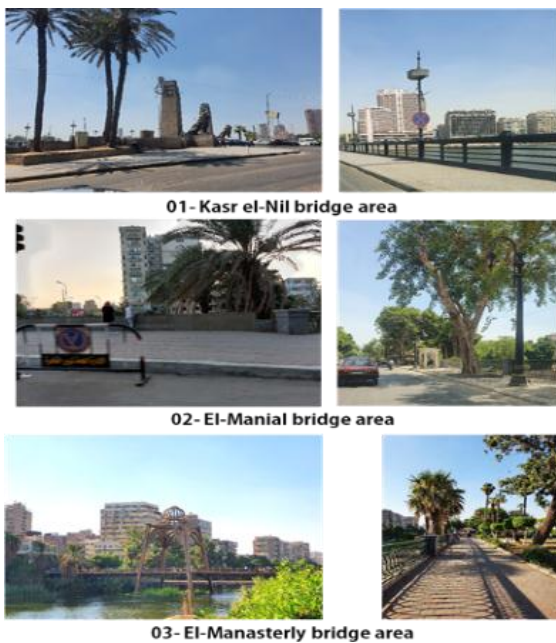 01- Kasr el-Nil bridge area
02- El-Manial bridge area
03- El-Manasterly bridge area